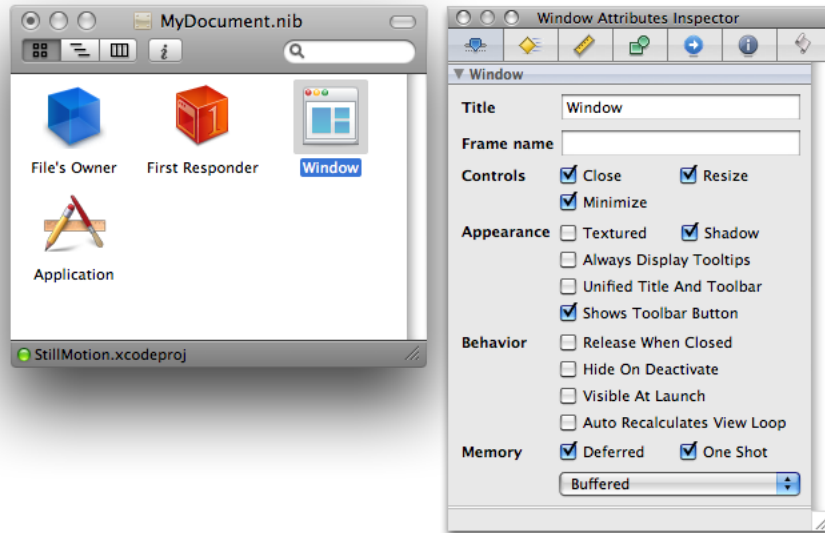 MyDocument.nib
File's Owner
First Responder
1
Window
Application
StillMotion.xcodeproj
Window Attributes Inspector
Window
Title Window
Frame name
Controls Close Resize
Minimize
Appearance Textured Shadow
Always Display Tooltips
Unified Title And Toolbar
Shows Toolbar Button
Behavior Release When Closed
Hide On Deactivate
Visible At Launch
Auto Recalculates View Loop
Memory Deferred One Shot
Buffered